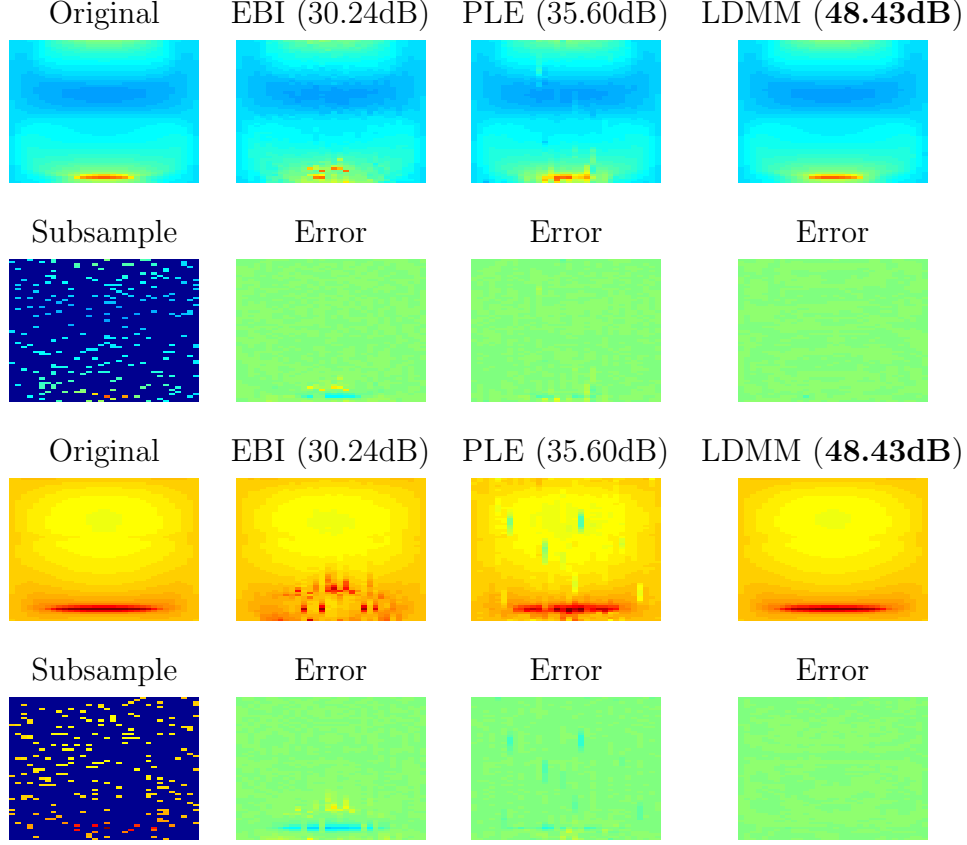 Original EBI (30.24dB) PLE (35.60dB) LDMM (48.43dB)
Subsample Error Error Error
Original EBI (30.24dB) PLE (35.60dB) LDMM (48.43dB)
Subsample Error Error Error